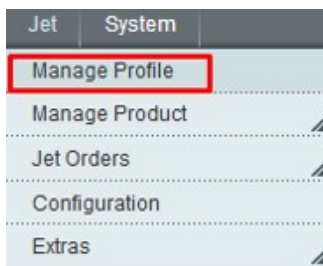 Jet System
Manage Profile
Manage Product
Jet Orders
Configuration
Extras